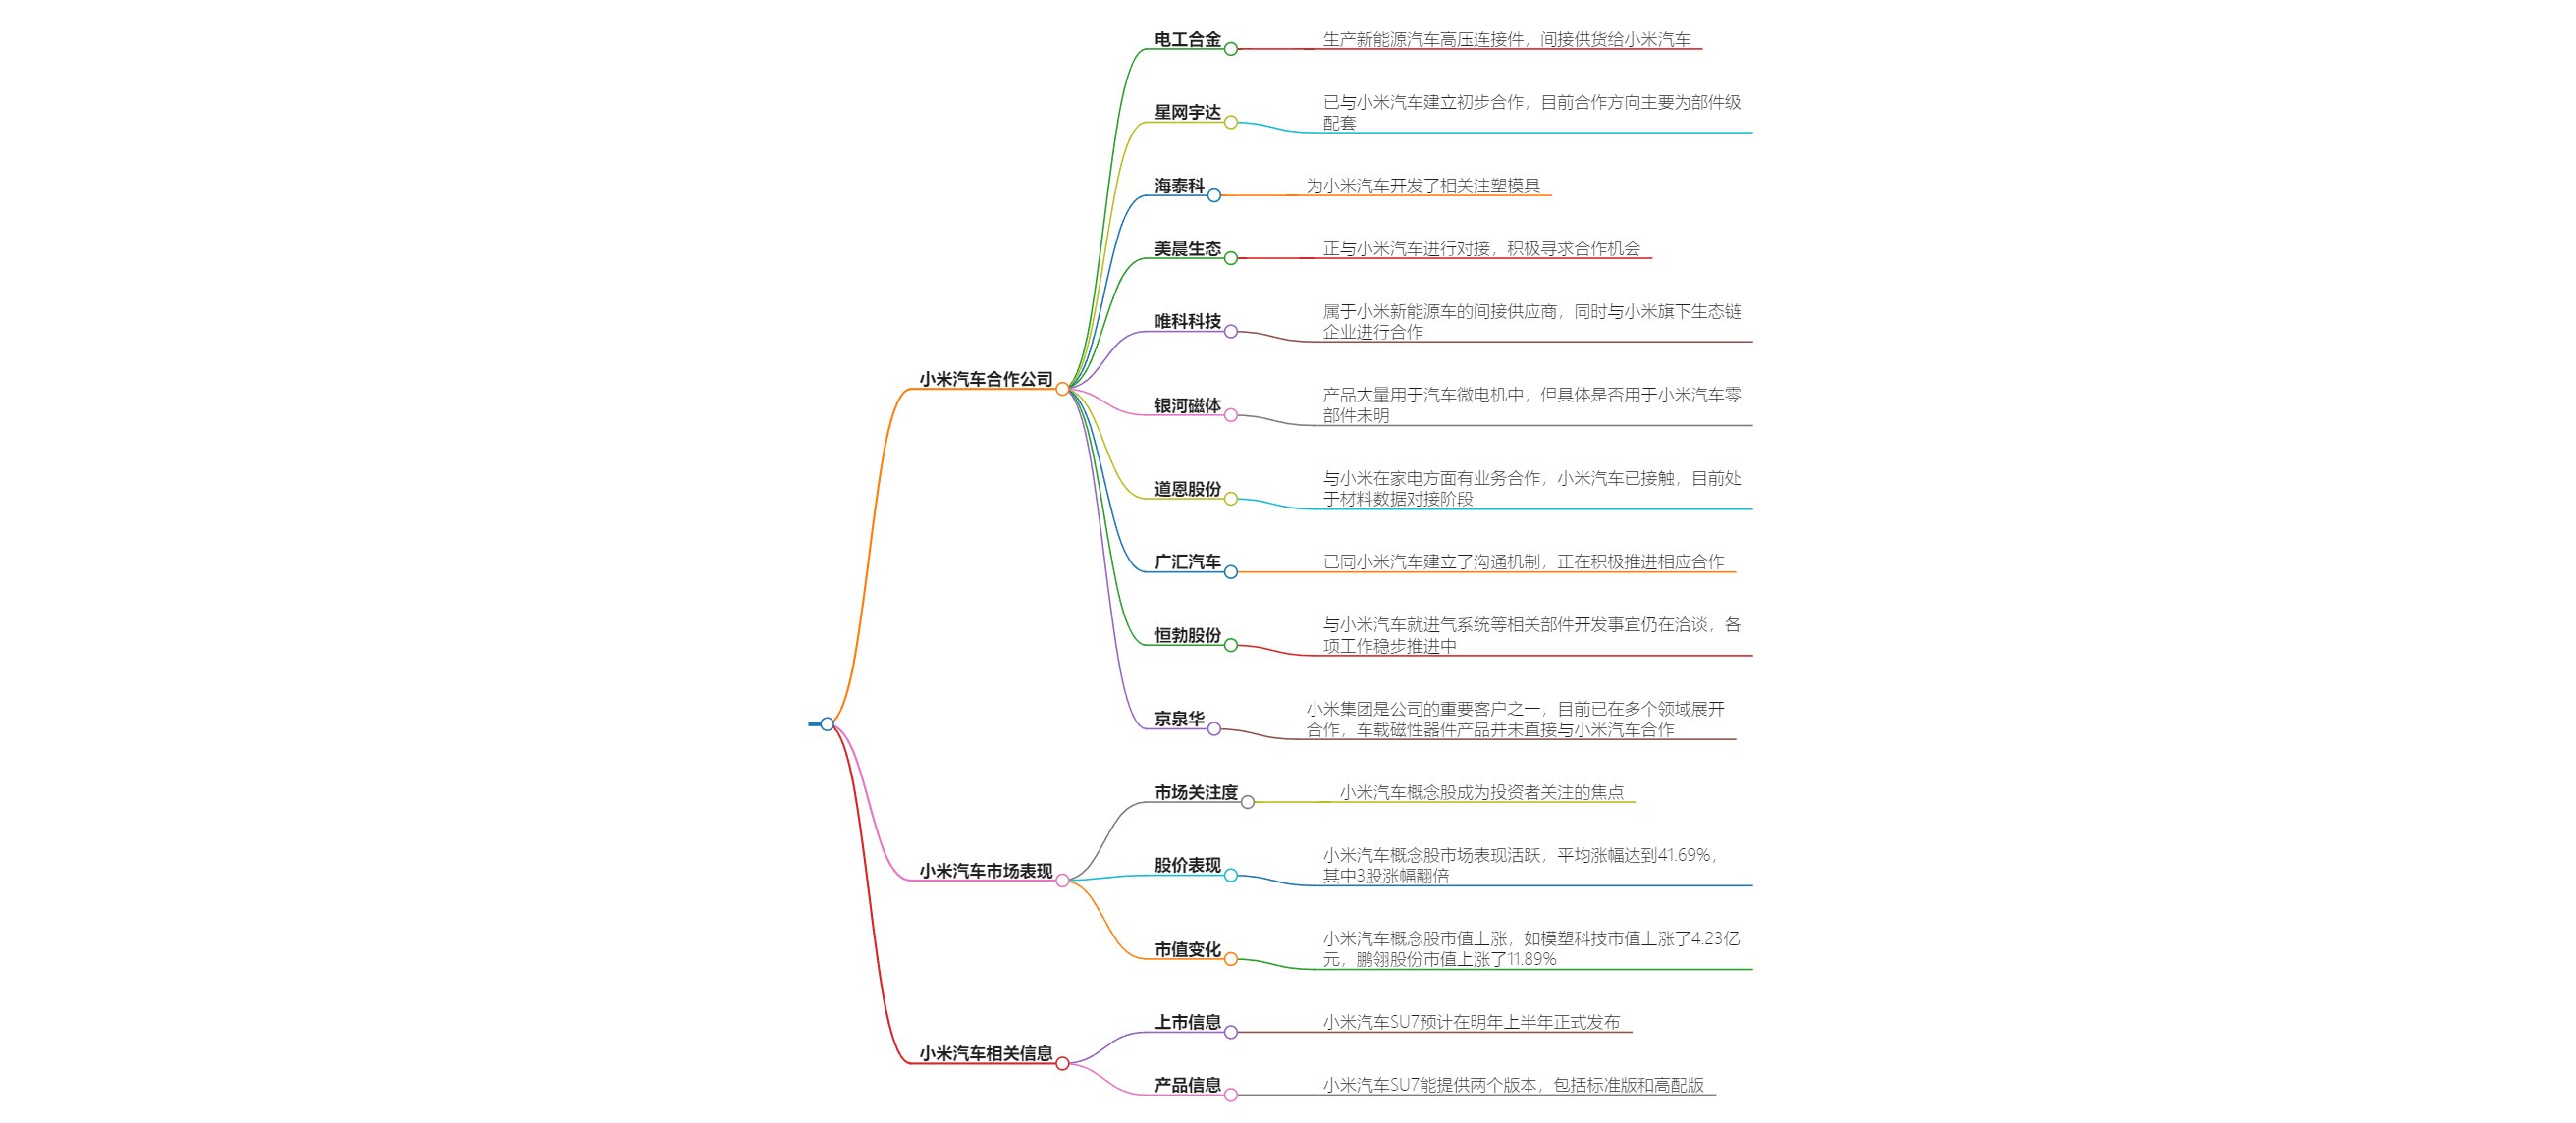 电工合金
生产新能源汽车高压连接件，间接供货给小米汽车
星网宇达
已与小米汽车建立初步合作，目前合作方向主要为部件级
配套
海泰科
为小米汽车开发了相关注塑模具
美晨生态
正与小米汽车进行对接，积极寻求合作机会
唯科科技
属于小米新能源车的间接供应商，同时与小米旗下生态链
企业进行合作
小米汽车合作公司
银河磁体
产品大量用于汽车微电机中，但具体是否用于小米汽车零
部件未明
道恩股份
与小米在家电方面有业务合作，小米汽车已接触，目前处
于材料数据对接阶段
广汇汽车
已同小米汽车建立了沟通机制，正在积极推进相应合作
恒勃股份
与小米汽车就进气系统等相关部件开发事宜仍在洽谈，各
项工作稳步推进中
京泉华
小米集团是公司的重要客户之一，目前已在多个领域展开
合作，车载磁性器件产品并未直接与小米汽车合作
市场关注度
小米汽车概念股成为投资者关注的焦点
小米汽车市场表现
股价表现
小米汽车概念股市场表现活跃，平均涨幅达到41.69%，
其中3股涨幅翻倍
市值变化
小米汽车概念股市值上涨，如模塑科技市值上涨了4.23亿
元，鹏翎股份市值上涨了11.89%
上市信息
小米汽车SU7预计在明年上半年正式发布
小米汽车相关信息
产品信息
小米汽车SU7能提供两个版本，包括标准版和高配版